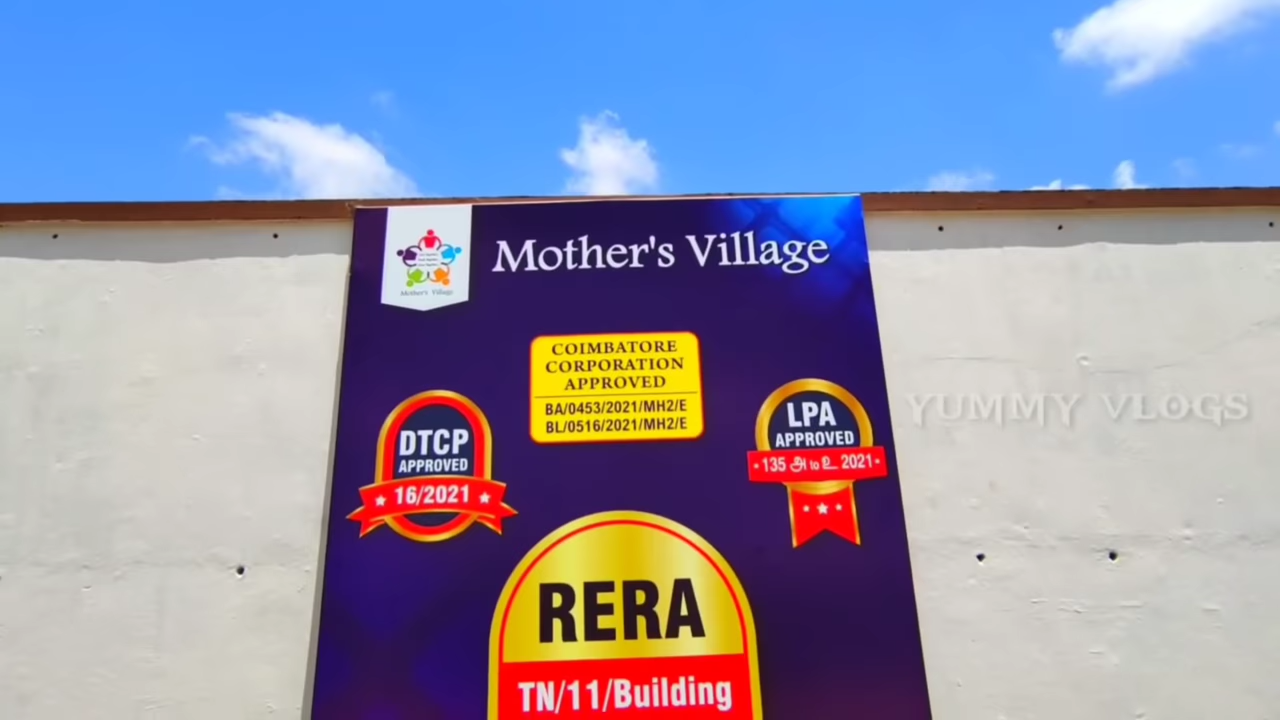 Mother's Village
Mother's Village
COIMBATORE
CORPORATION
APPROVED
BA/0453/2021/MH2/E
BL/0516/2021/MH2/E
DTCP
APPROVED
16/2021
LPA
APPROVED
135 அ to உ 2021
YUMMY VLOGS
RERA
TN/11/Building